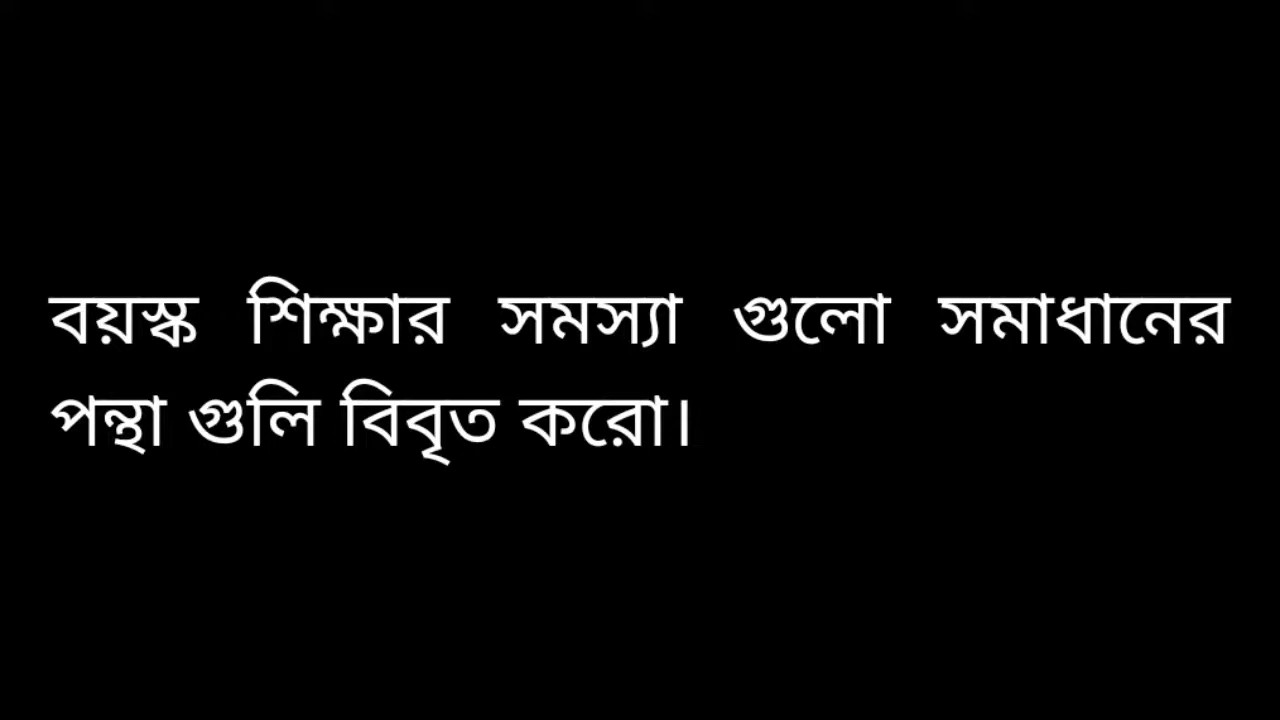 বয়স্ক শিক্ষার সমস্যা গুলো সমাধানের
পন্থা গুলি বিবৃত করো।